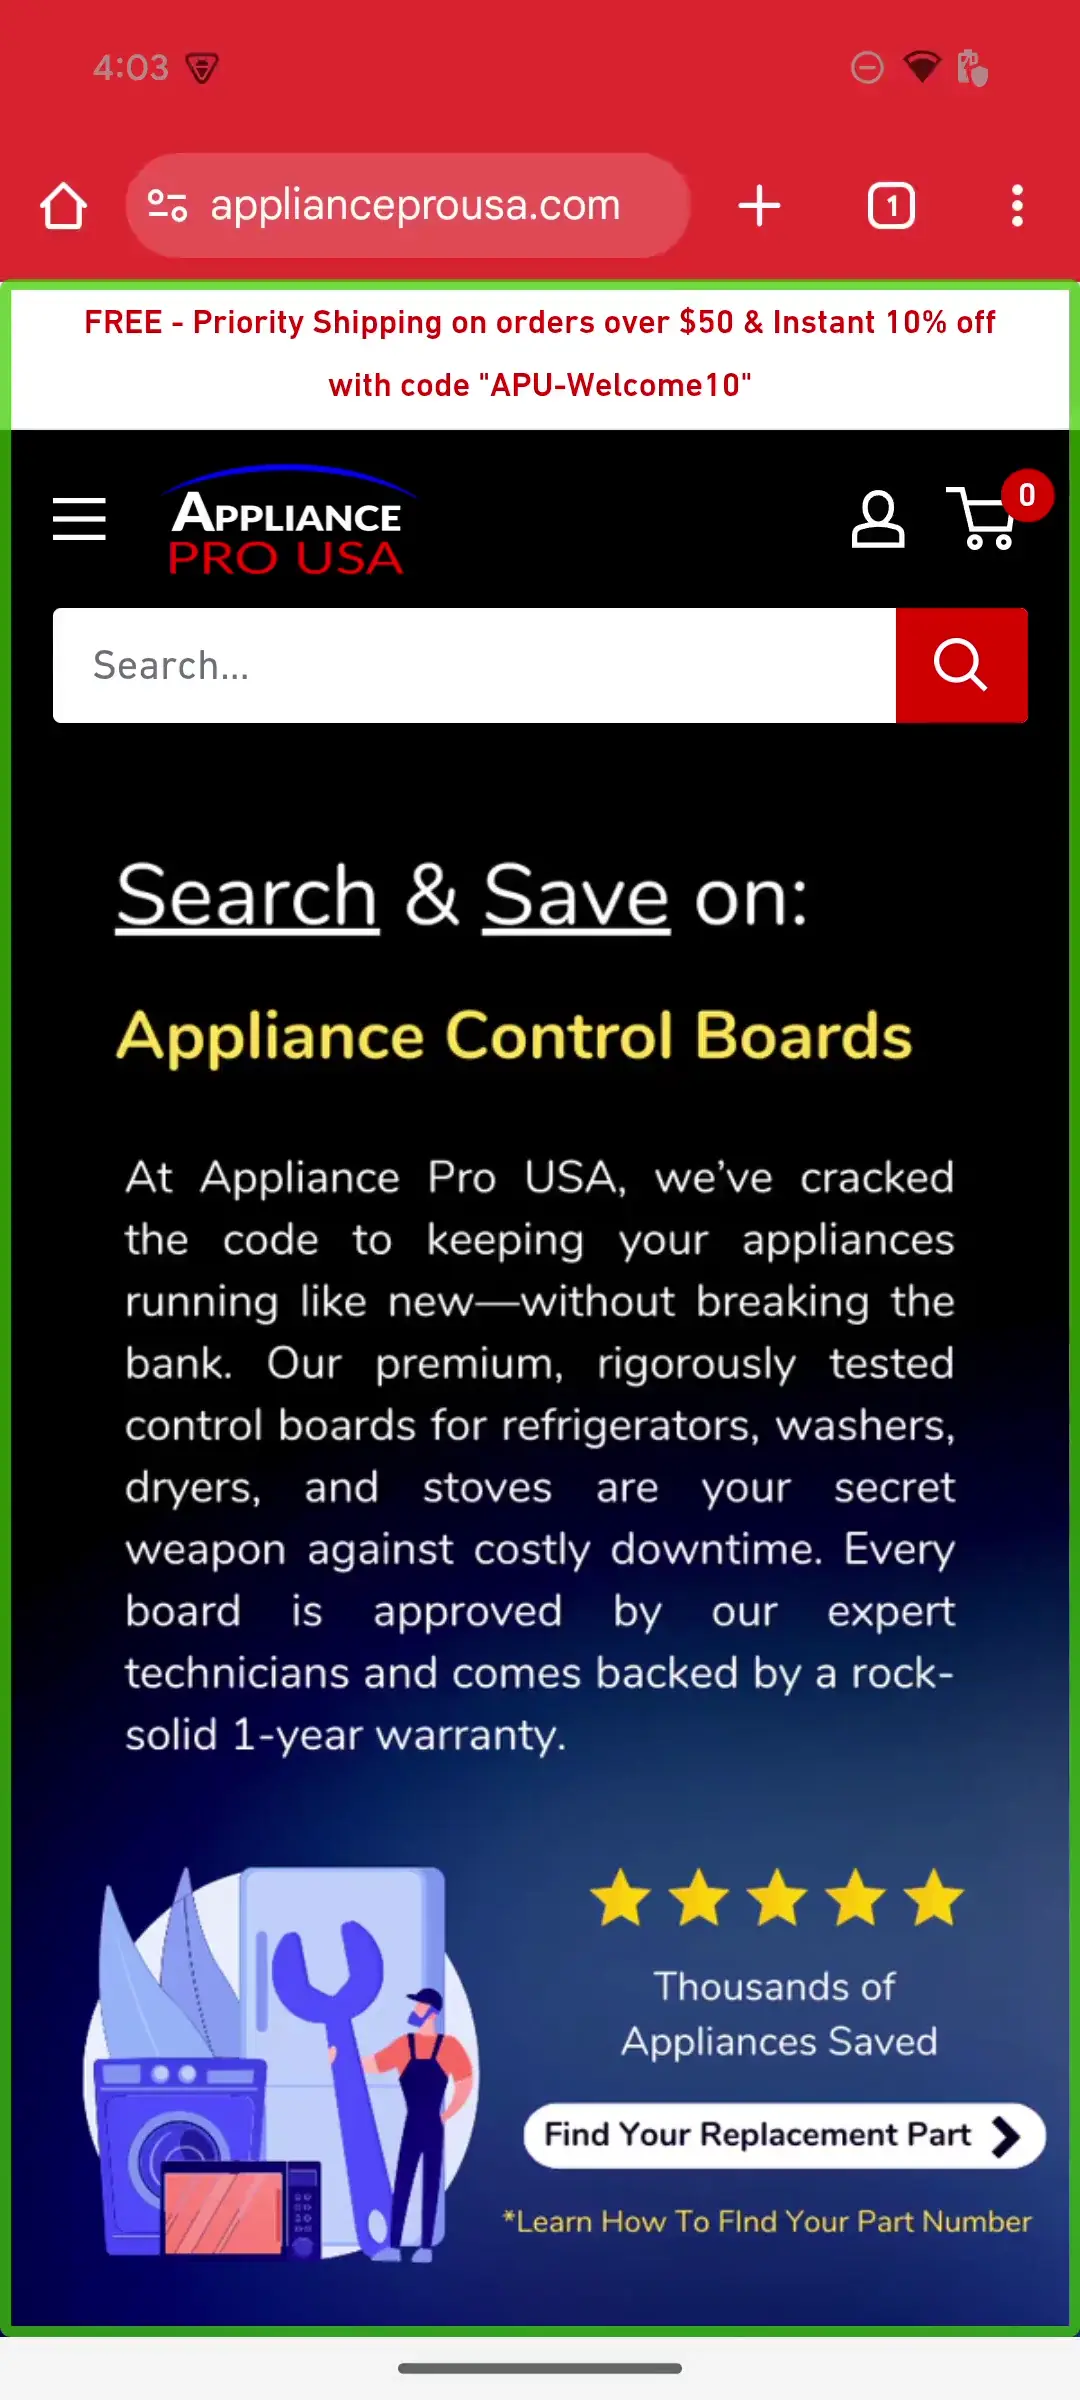 4:03
applianceprousa.com
1
FREE - Priority Shipping on orders over $50 & Instant 10% off
with code "APU-Welcome10"
APPLIANCE
PRO USA
0
Search...
Search & Save on:
Appliance Control Boards
At Appliance Pro USA, we’ve cracked
the code to keeping your appliances
running like new—without breaking the
bank. Our premium, rigorously tested
control boards for refrigerators, washers,
dryers, and stoves are your secret
weapon against costly downtime. Every
board is approved by our expert
technicians and comes backed by a rock-
solid 1-year warranty.
Thousands of
Appliances Saved
Find Your Replacement Part
*Learn How To FInd Your Part Number